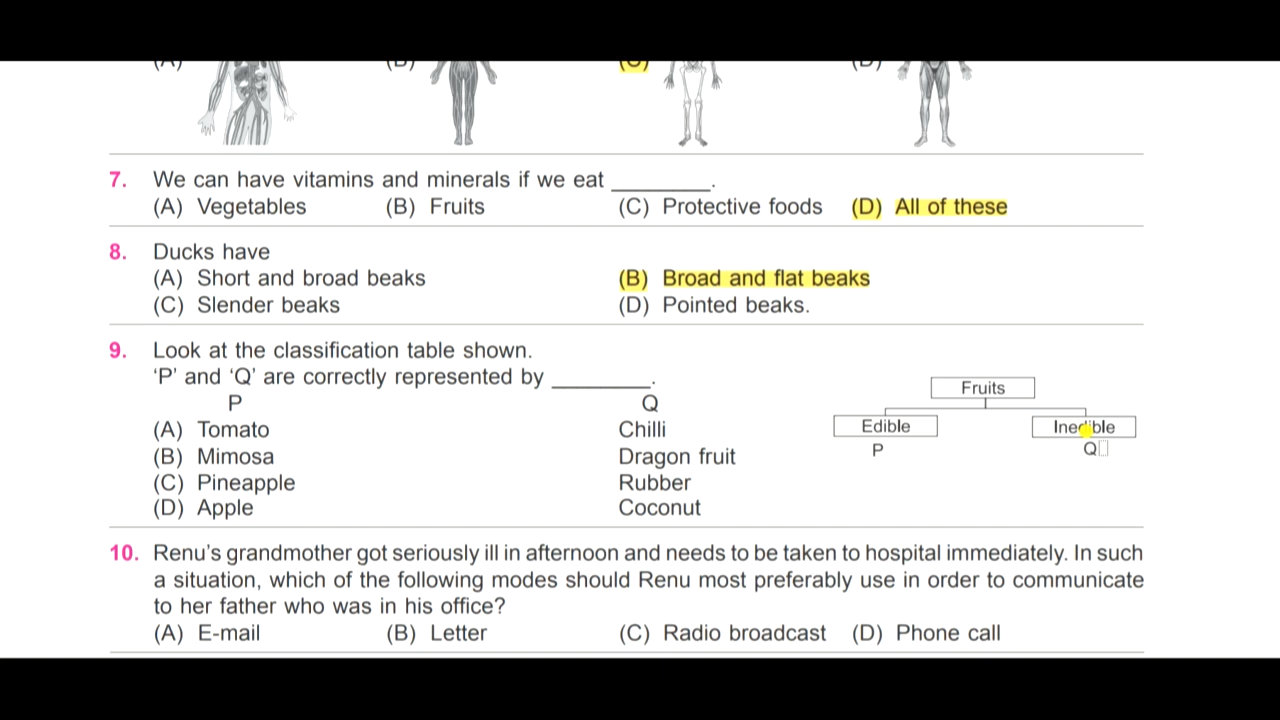 (A) (B) (C) (D)
7. We can have vitamins and minerals if we eat ________.
(A) Vegetables (B) Fruits (C) Protective foods (D) All of these
8. Ducks have
(A) Short and broad beaks (B) Broad and flat beaks
(C) Slender beaks (D) Pointed beaks.
9. Look at the classification table shown.
'P' and 'Q' are correctly represented by ________.
P Q
(A) Tomato Chilli
(B) Mimosa Dragon fruit
(C) Pineapple Rubber
(D) Apple Coconut
Fruits
Edible Inedible
P Q
10. Renu's grandmother got seriously ill in afternoon and needs to be taken to hospital immediately. In such
a situation, which of the following modes should Renu most preferably use in order to communicate
to her father who was in his office?
(A) E-mail (B) Letter (C) Radio broadcast (D) Phone call